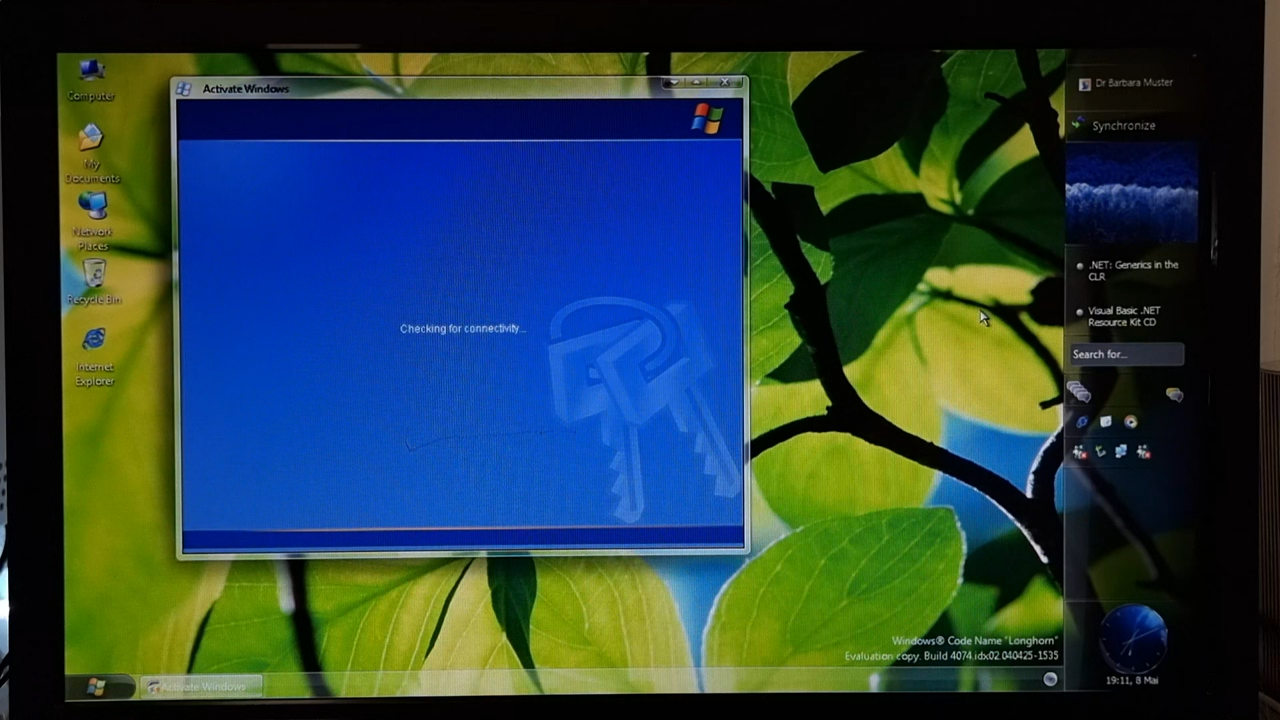 Computer
My
Documents
Network
Places
Recycle Bin
Internet
Explorer
Activate Windows
Checking for connectivity...
Dr Barbara Muster
Synchronize
.NET: Generics in the
CLR
Visual Basic .NET
Resource Kit CD
Search for...
Windows® Code Name "Longhorn"
Evaluation copy. Build 4074.idx02.040425-1535
Activate Windows
19:11, 8 Mai